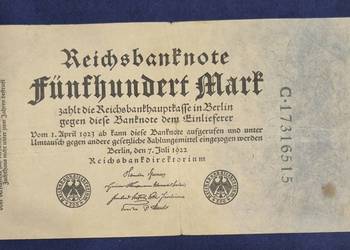 Reichsbanknote
Fünfhundert Mark
zahlt die Reichsbankhauptkasse in Berlin
gegen diese Banknote dem Einlieferer
Vom 1. April 1923 ab kann diese Banknote aufgerufen und unter
Umtausch gegen andere gesetzliche Zahlungsmittel eingezogen werden
Berlin, den 7. Juli 1922
Reichsbankdirektorium
C·17316515